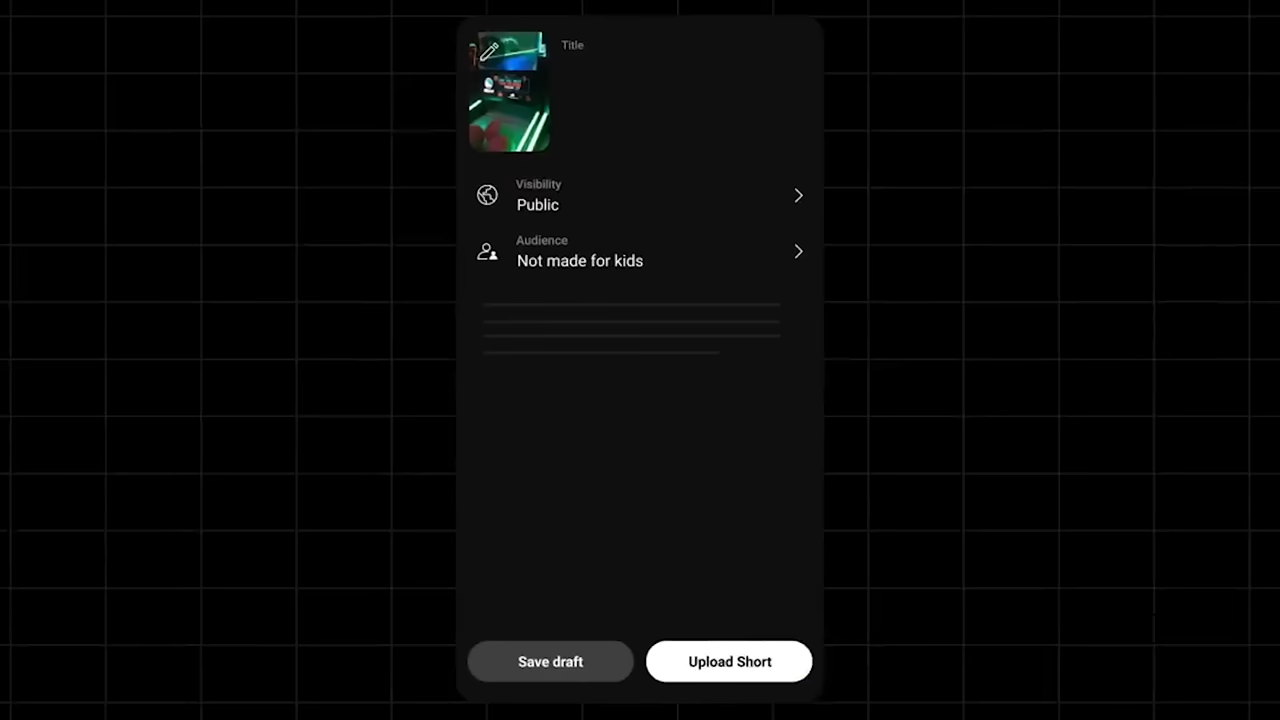 Title
Visibility
Public
Audience
Not made for kids
Save draft
Upload Short